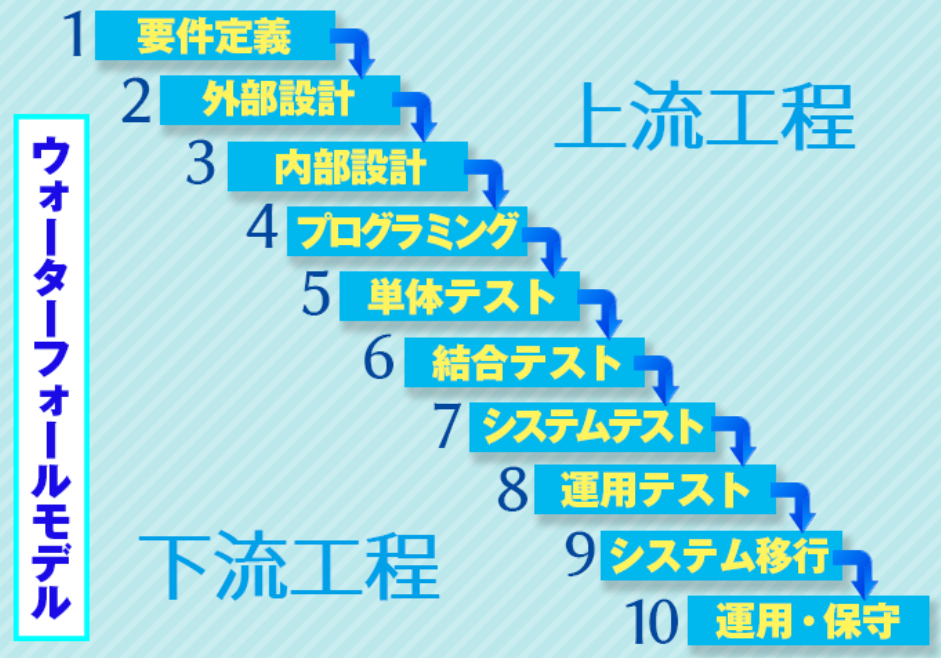 ウォーターフォールモデル
上流工程
1 要件定義
2 外部設計
3 内部設計
4 プログラミング
5 単体テスト
6 結合テスト
7 システムテスト
8 運用テスト
9 システム移行
10 運用・保守
下流工程